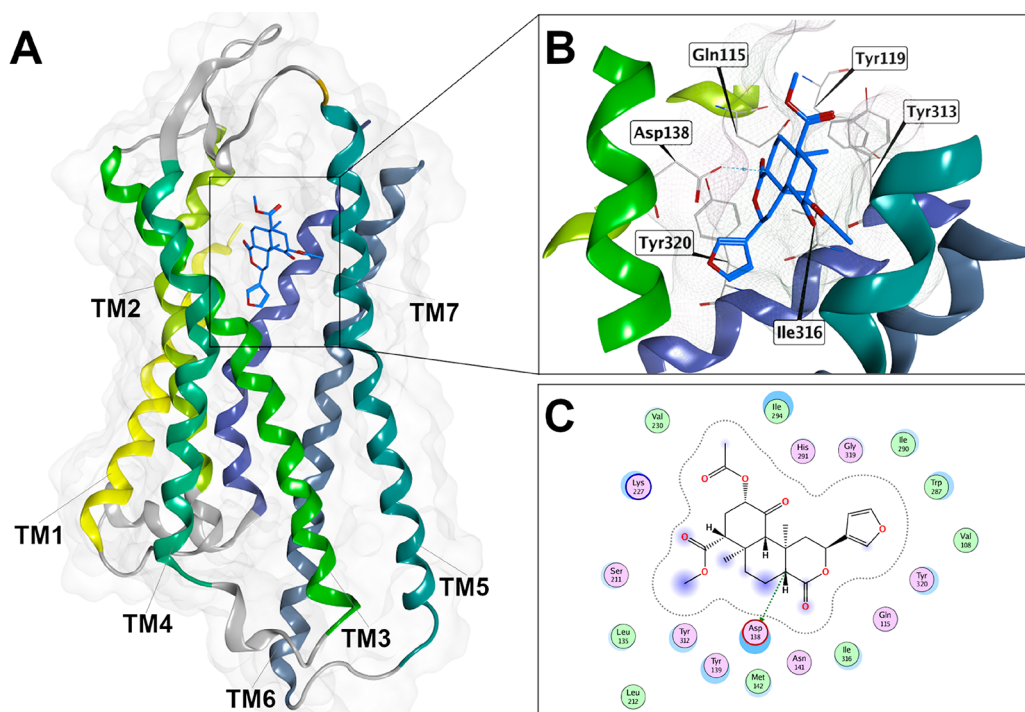 A
TM2
TM7
TM1
TM4
TM5
TM3
TM6
B
Gln115
Tyr119
Tyr313
Asp138
Tyr320
Ile316
C
Ile
294
Val
230
His
291
Gly
319
Ile
290
Lys
227
Trp
287
Val
108
Ser
211
Tyr
320
Gln
115
Leu
135
Tyr
312
Asp
138
Tyr
139
Met
142
Asn
141
Ile
316
Leu
212
O
O
O
H
H
O
O
O
H
O
O